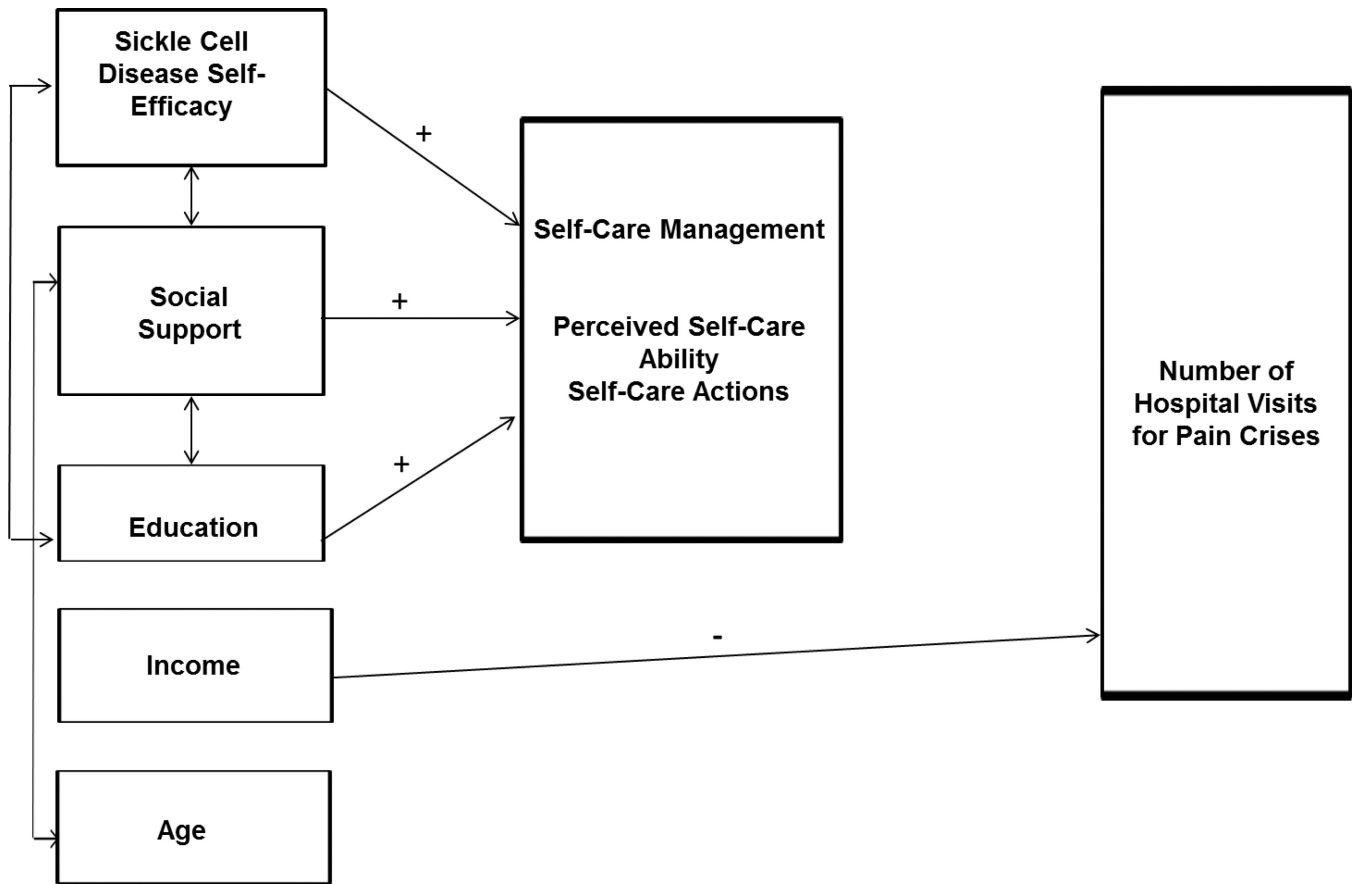 Sickle Cell
Disease Self-
Efficacy
+
Self-Care Management
Social
Support
+
Perceived Self-Care
Ability
Self-Care Actions
Number of
Hospital Visits
for Pain Crises
Education
+
Income
-
Age